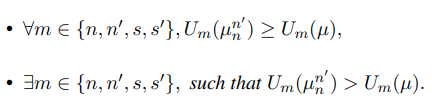 • ∀m ∈ {n, n′, s, s′}, U_m(μ_n^{n′}) ≥ U_m(μ),
• ∃m ∈ {n, n′, s, s′}, such that U_m(μ_n^{n′}) > U_m(μ).